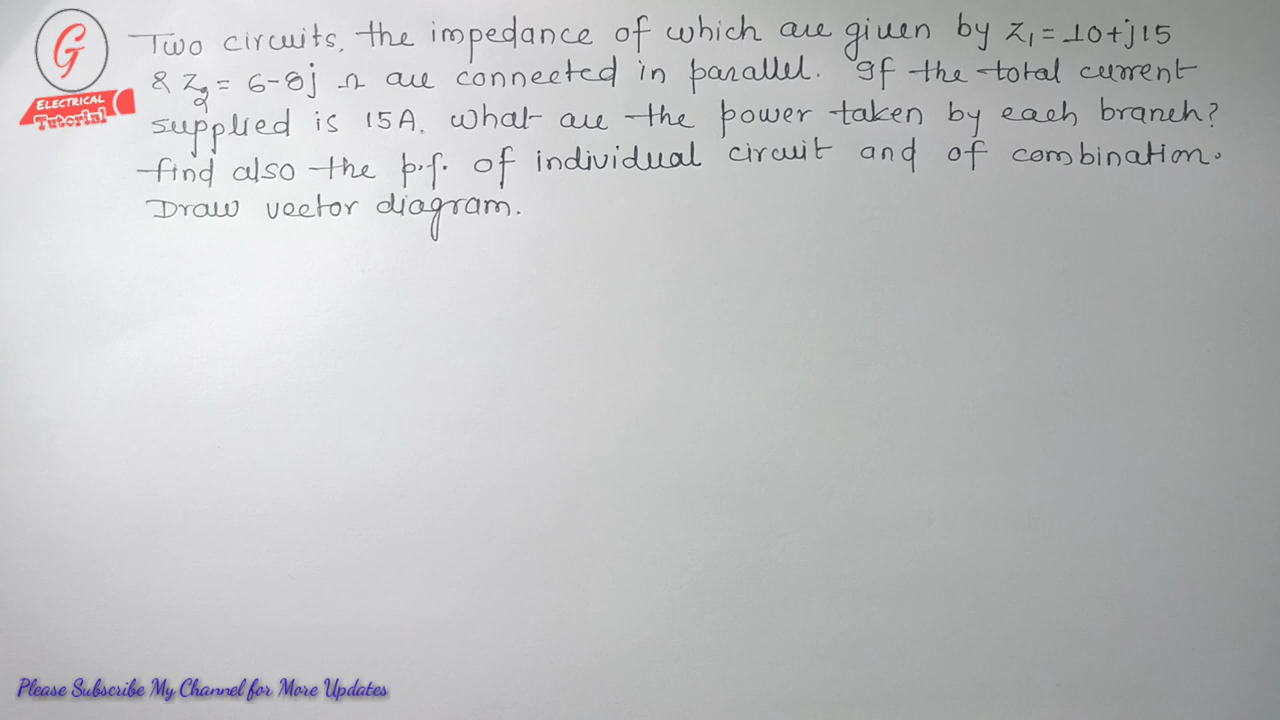 G
ELECTRICAL
Tutorial
Two circuits, the impedance of which are given by Z1 = 10+j15
& Z2 = 6-8j Ω are connected in parallel. If the total current
supplied is 15A. What are the power taken by each branch?
find also the p.f. of individual circuit and of combination.
Draw vector diagram.
Please Subscribe My Channel for More Updates